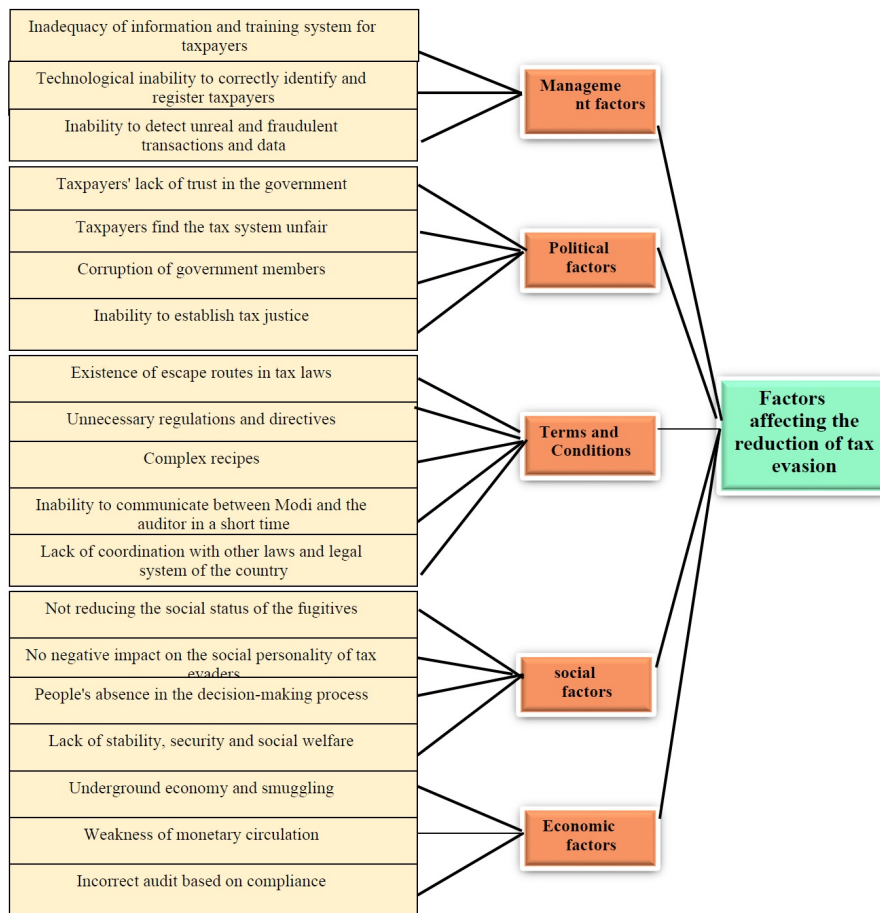 Inadequacy of information and training system for
taxpayers
Technological inability to correctly identify and
register taxpayers
Inability to detect unreal and fraudulent
transactions and data
Taxpayers' lack of trust in the government
Taxpayers find the tax system unfair
Corruption of government members
Inability to establish tax justice
Existence of escape routes in tax laws
Unnecessary regulations and directives
Complex recipes
Inability to communicate between Modi and the
auditor in a short time
Lack of coordination with other laws and legal
system of the country
Not reducing the social status of the fugitives
No negative impact on the social personality of tax
evaders
People's absence in the decision-making process
Lack of stability, security and social welfare
Underground economy and smuggling
Weakness of monetary circulation
Incorrect audit based on compliance
Manageme
nt factors
Political
factors
Terms and
Conditions
social
factors
Economic
factors
Factors
affecting the
reduction of tax
evasion